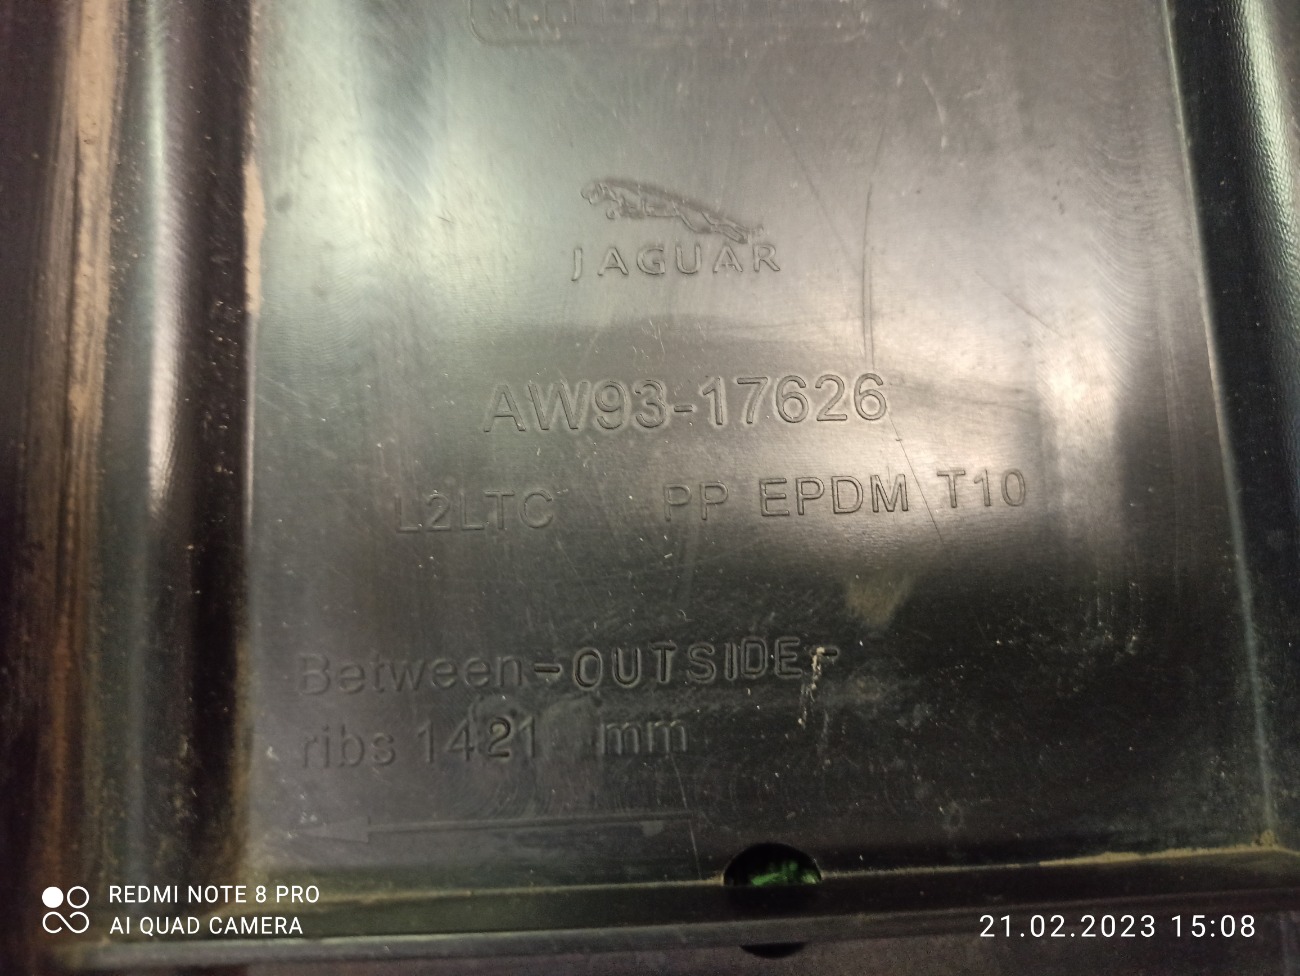 JAGUAR
AW93-17626
L2LTC PP EPDM T10
Between-OUTSIDE-
ribs 1421 mm
REDMI NOTE 8 PRO
AI QUAD CAMERA
21.02.2023 15:08